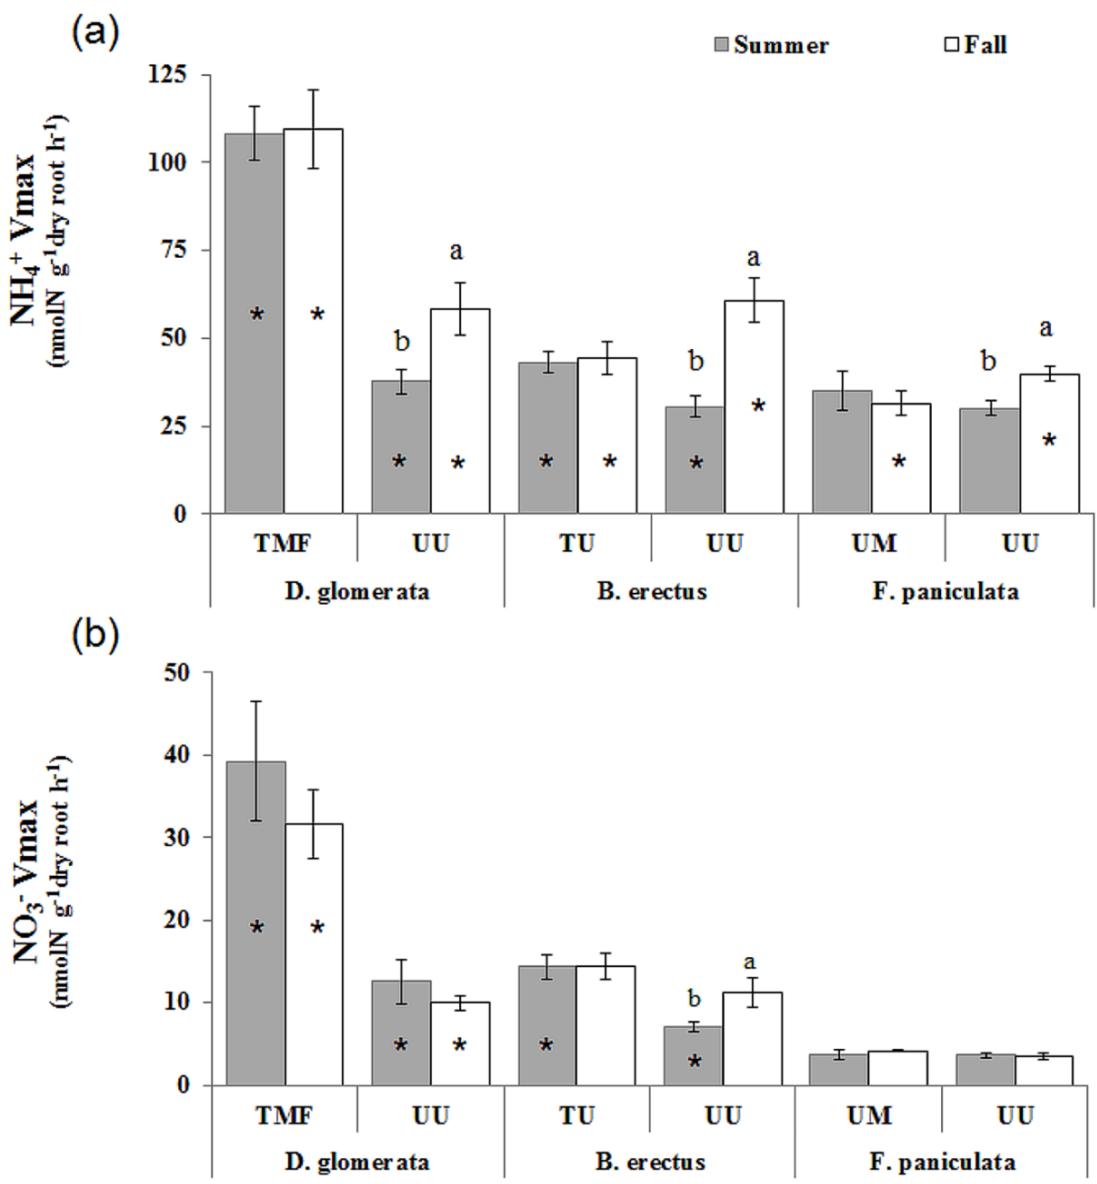 (a)
Summer Fall
NH₄⁺ Vmax
(nmolN g⁻¹dry root h⁻¹)
125
100
75
50
25
0
a
b
a
b
a
b
* *
* *
* *
* *
*
*
TMF UU TU UU UM UU
D. glomerata B. erectus F. paniculata
(b)
NO₃⁻ Vmax
(nmolN g⁻¹dry root h⁻¹)
50
40
30
20
10
0
b a
* *
* *
*
*
TMF UU TU UU UM UU
D. glomerata B. erectus F. paniculata